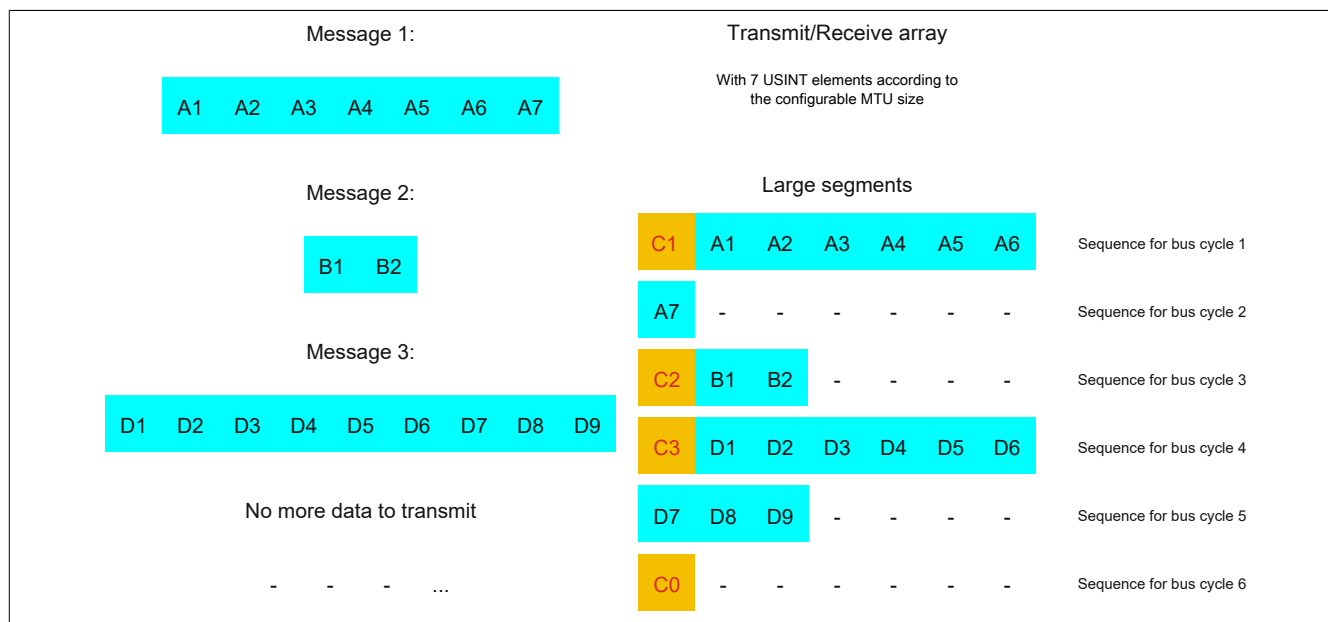 Message 1:
A1 A2 A3 A4 A5 A6 A7
Message 2:
B1 B2
Message 3:
D1 D2 D3 D4 D5 D6 D7 D8 D9
No more data to transmit
- - - ...
Transmit/Receive array
With 7 USINT elements according to
the configurable MTU size
Large segments
C1 A1 A2 A3 A4 A5 A6 Sequence for bus cycle 1
A7 - - - - - - Sequence for bus cycle 2
C2 B1 B2 - - - - Sequence for bus cycle 3
C3 D1 D2 D3 D4 D5 D6 Sequence for bus cycle 4
D7 D8 D9 - - - - Sequence for bus cycle 5
C0 - - - - - - Sequence for bus cycle 6